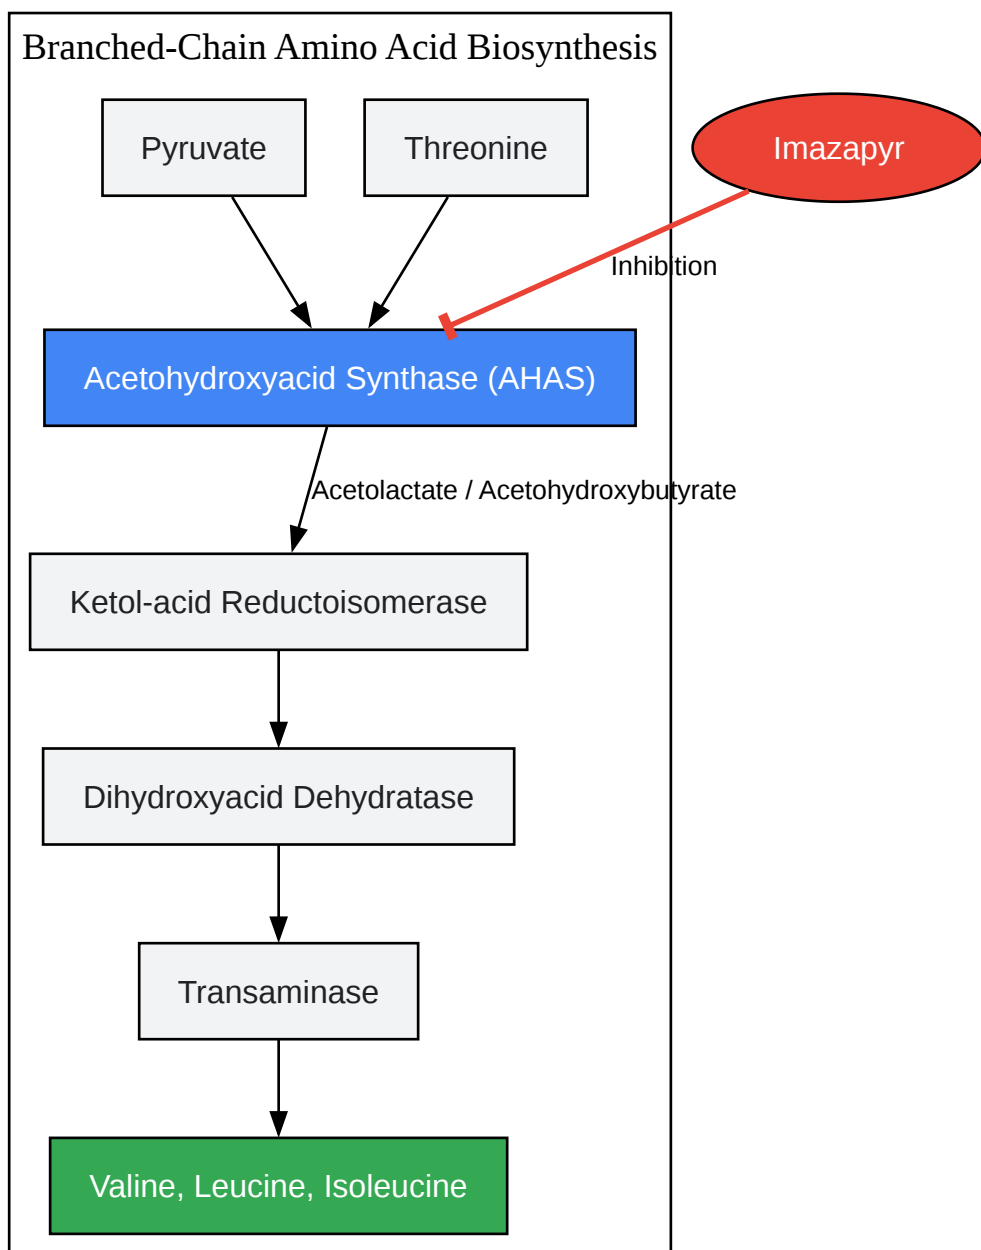 Branched-Chain Amino Acid Biosynthesis
Pyruvate
Threonine
Imazapyr
Inhibition
Acetohydroxyacid Synthase (AHAS)
Acetolactate / Acetohydroxybutyrate
Ketol-acid Reductoisomerase
Dihydroxyacid Dehydratase
Transaminase
Valine, Leucine, Isoleucine